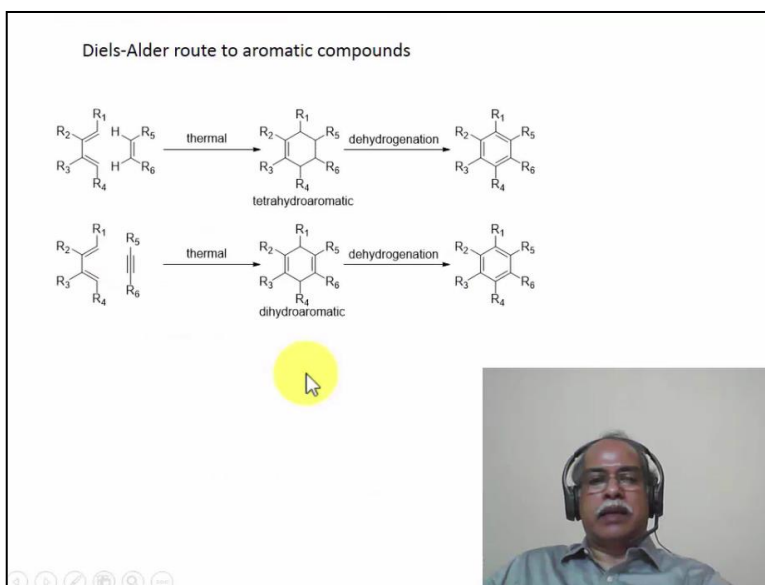 Diels-Alder route to aromatic compounds
R1 R2 R3 R4 H H R5 R6 thermal R1 R2 R3 R4 R5 R6 dehydrogenation R1 R2 R3 R4 R5 R6
tetrahydroaromatic
R1 R2 R3 R4 R5 R6 thermal R1 R2 R3 R4 R5 R6 dehydrogenation R1 R2 R3 R4 R5 R6
dihydroaromatic